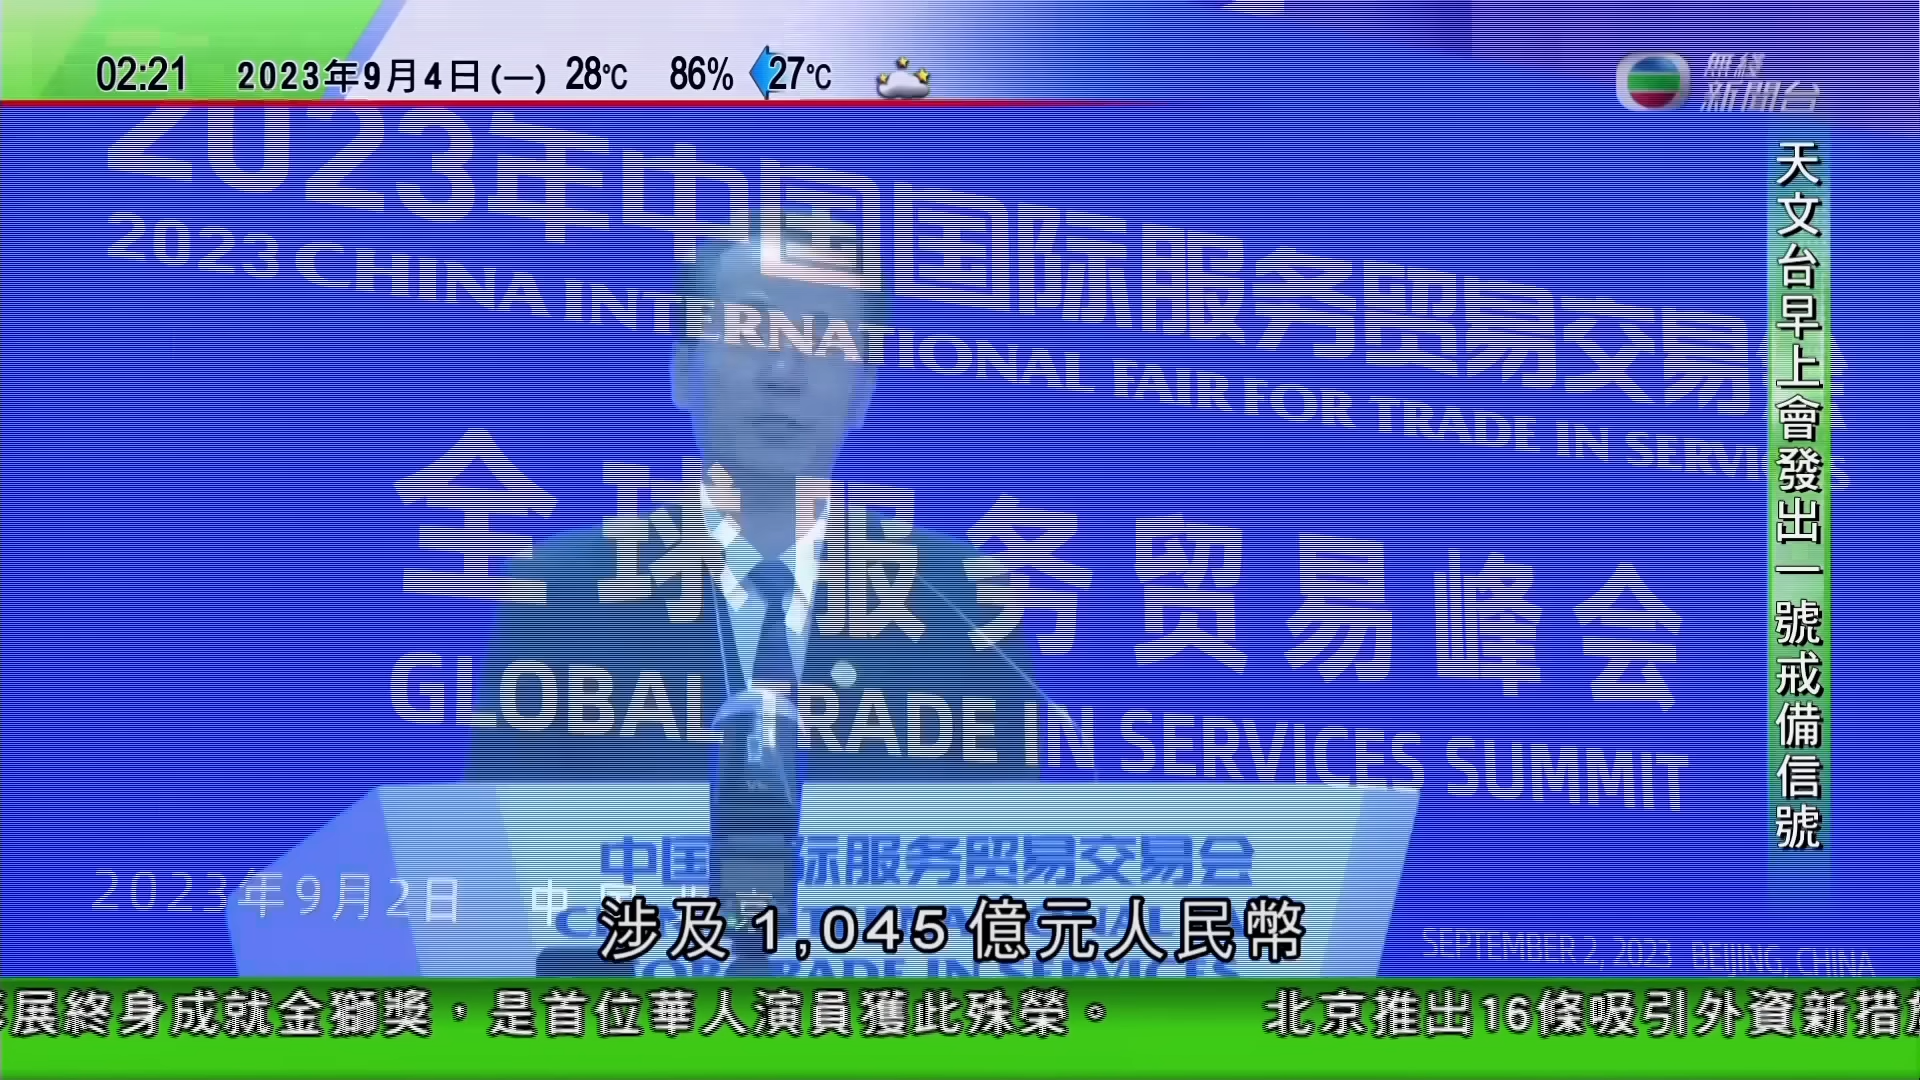 02:21 2023年9月4日(一) 28℃ 86% 27℃
無綫
新聞台
2023年中国国际服务贸易交易会
2023 CHINA INTERNATIONAL FAIR FOR TRADE IN SERVICES
全球服务贸易峰会
GLOBAL TRADE IN SERVICES SUMMIT
天文台早上會發出一號戒備信號
中国 际服务贸易交易会
2023年9月2日 中国 北京
SEPTEMBER 2, 2023 BEIJING, CHINA
涉及1,045億元人民幣
TRADE IN SERVICES
展終身成就金獅獎,是首位華人演員獲此殊榮。 北京推出16條吸引外資新措施